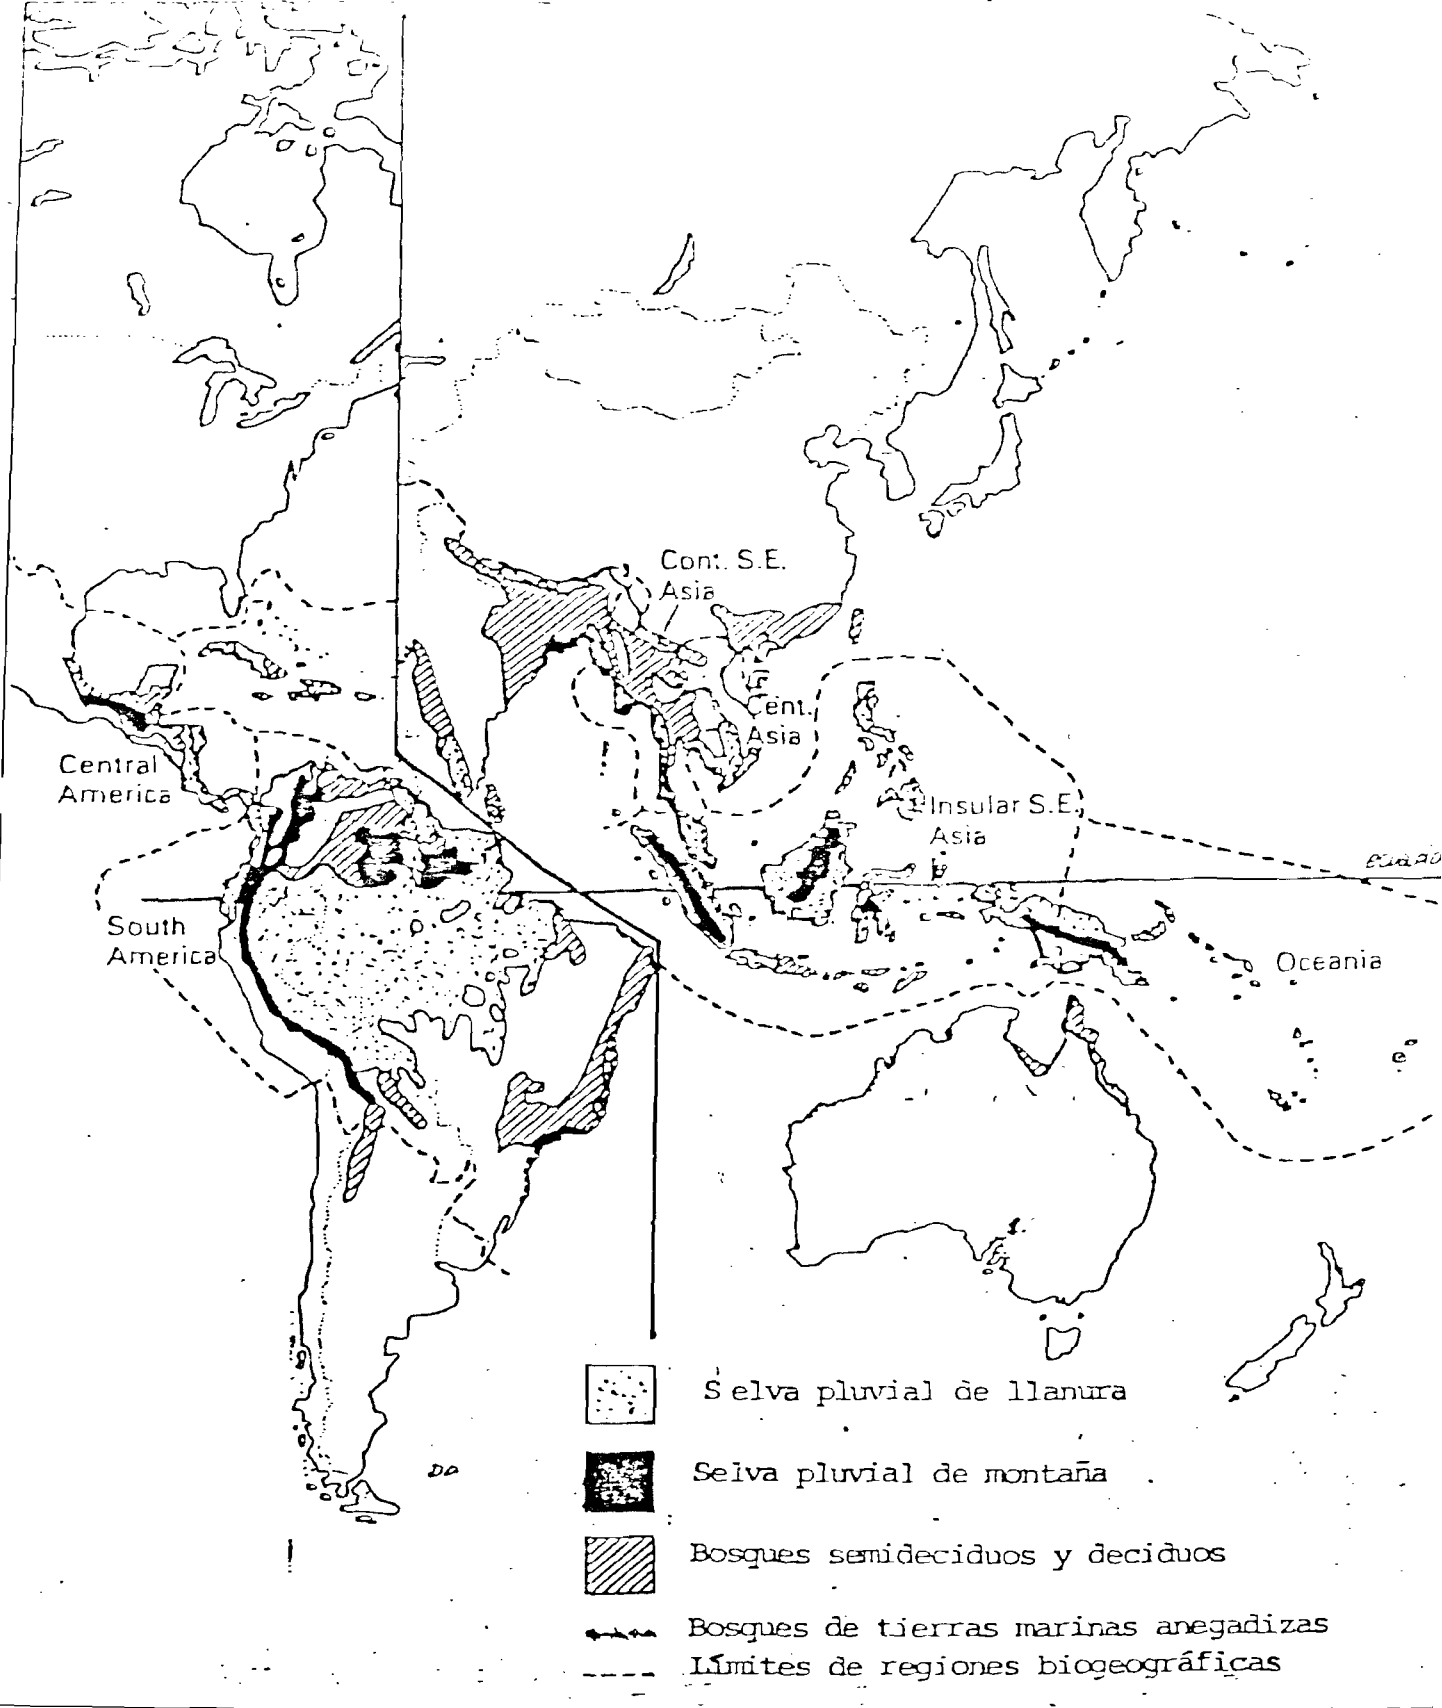 Cont. S.E.
Asia
Cent.
Asia
Central
America
Insular S.E.
Asia
South
America
Oceania
Selva pluvial de llanura
Selva pluvial de montaña
Bosques semideciduos y deciduos
Bosques de tierras marinas anegadizas
Límites de regiones biogeográficas